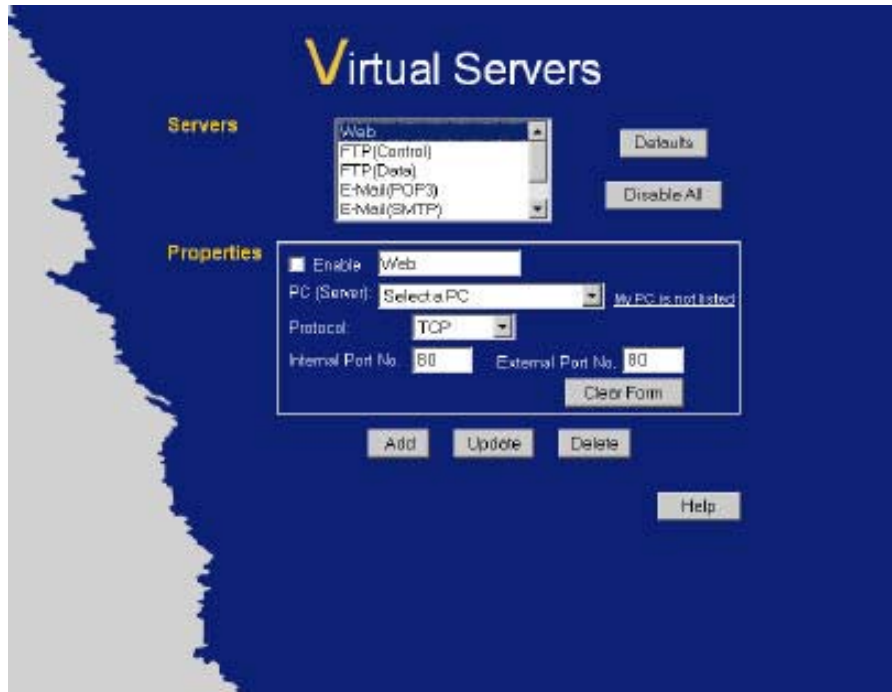 Virtual Servers
Servers
Web
FTP(Control)
FTP(Data)
E-Mail(POP3)
E-Mail(SMTP)
Defaults
Disable All
Properties
Enable Web
PC (Server): Select a PC My PC is not listed
Protocol: TCP
Internal Port No. 80 External Port No. 80
Clear Form
Add Update Delete
Help